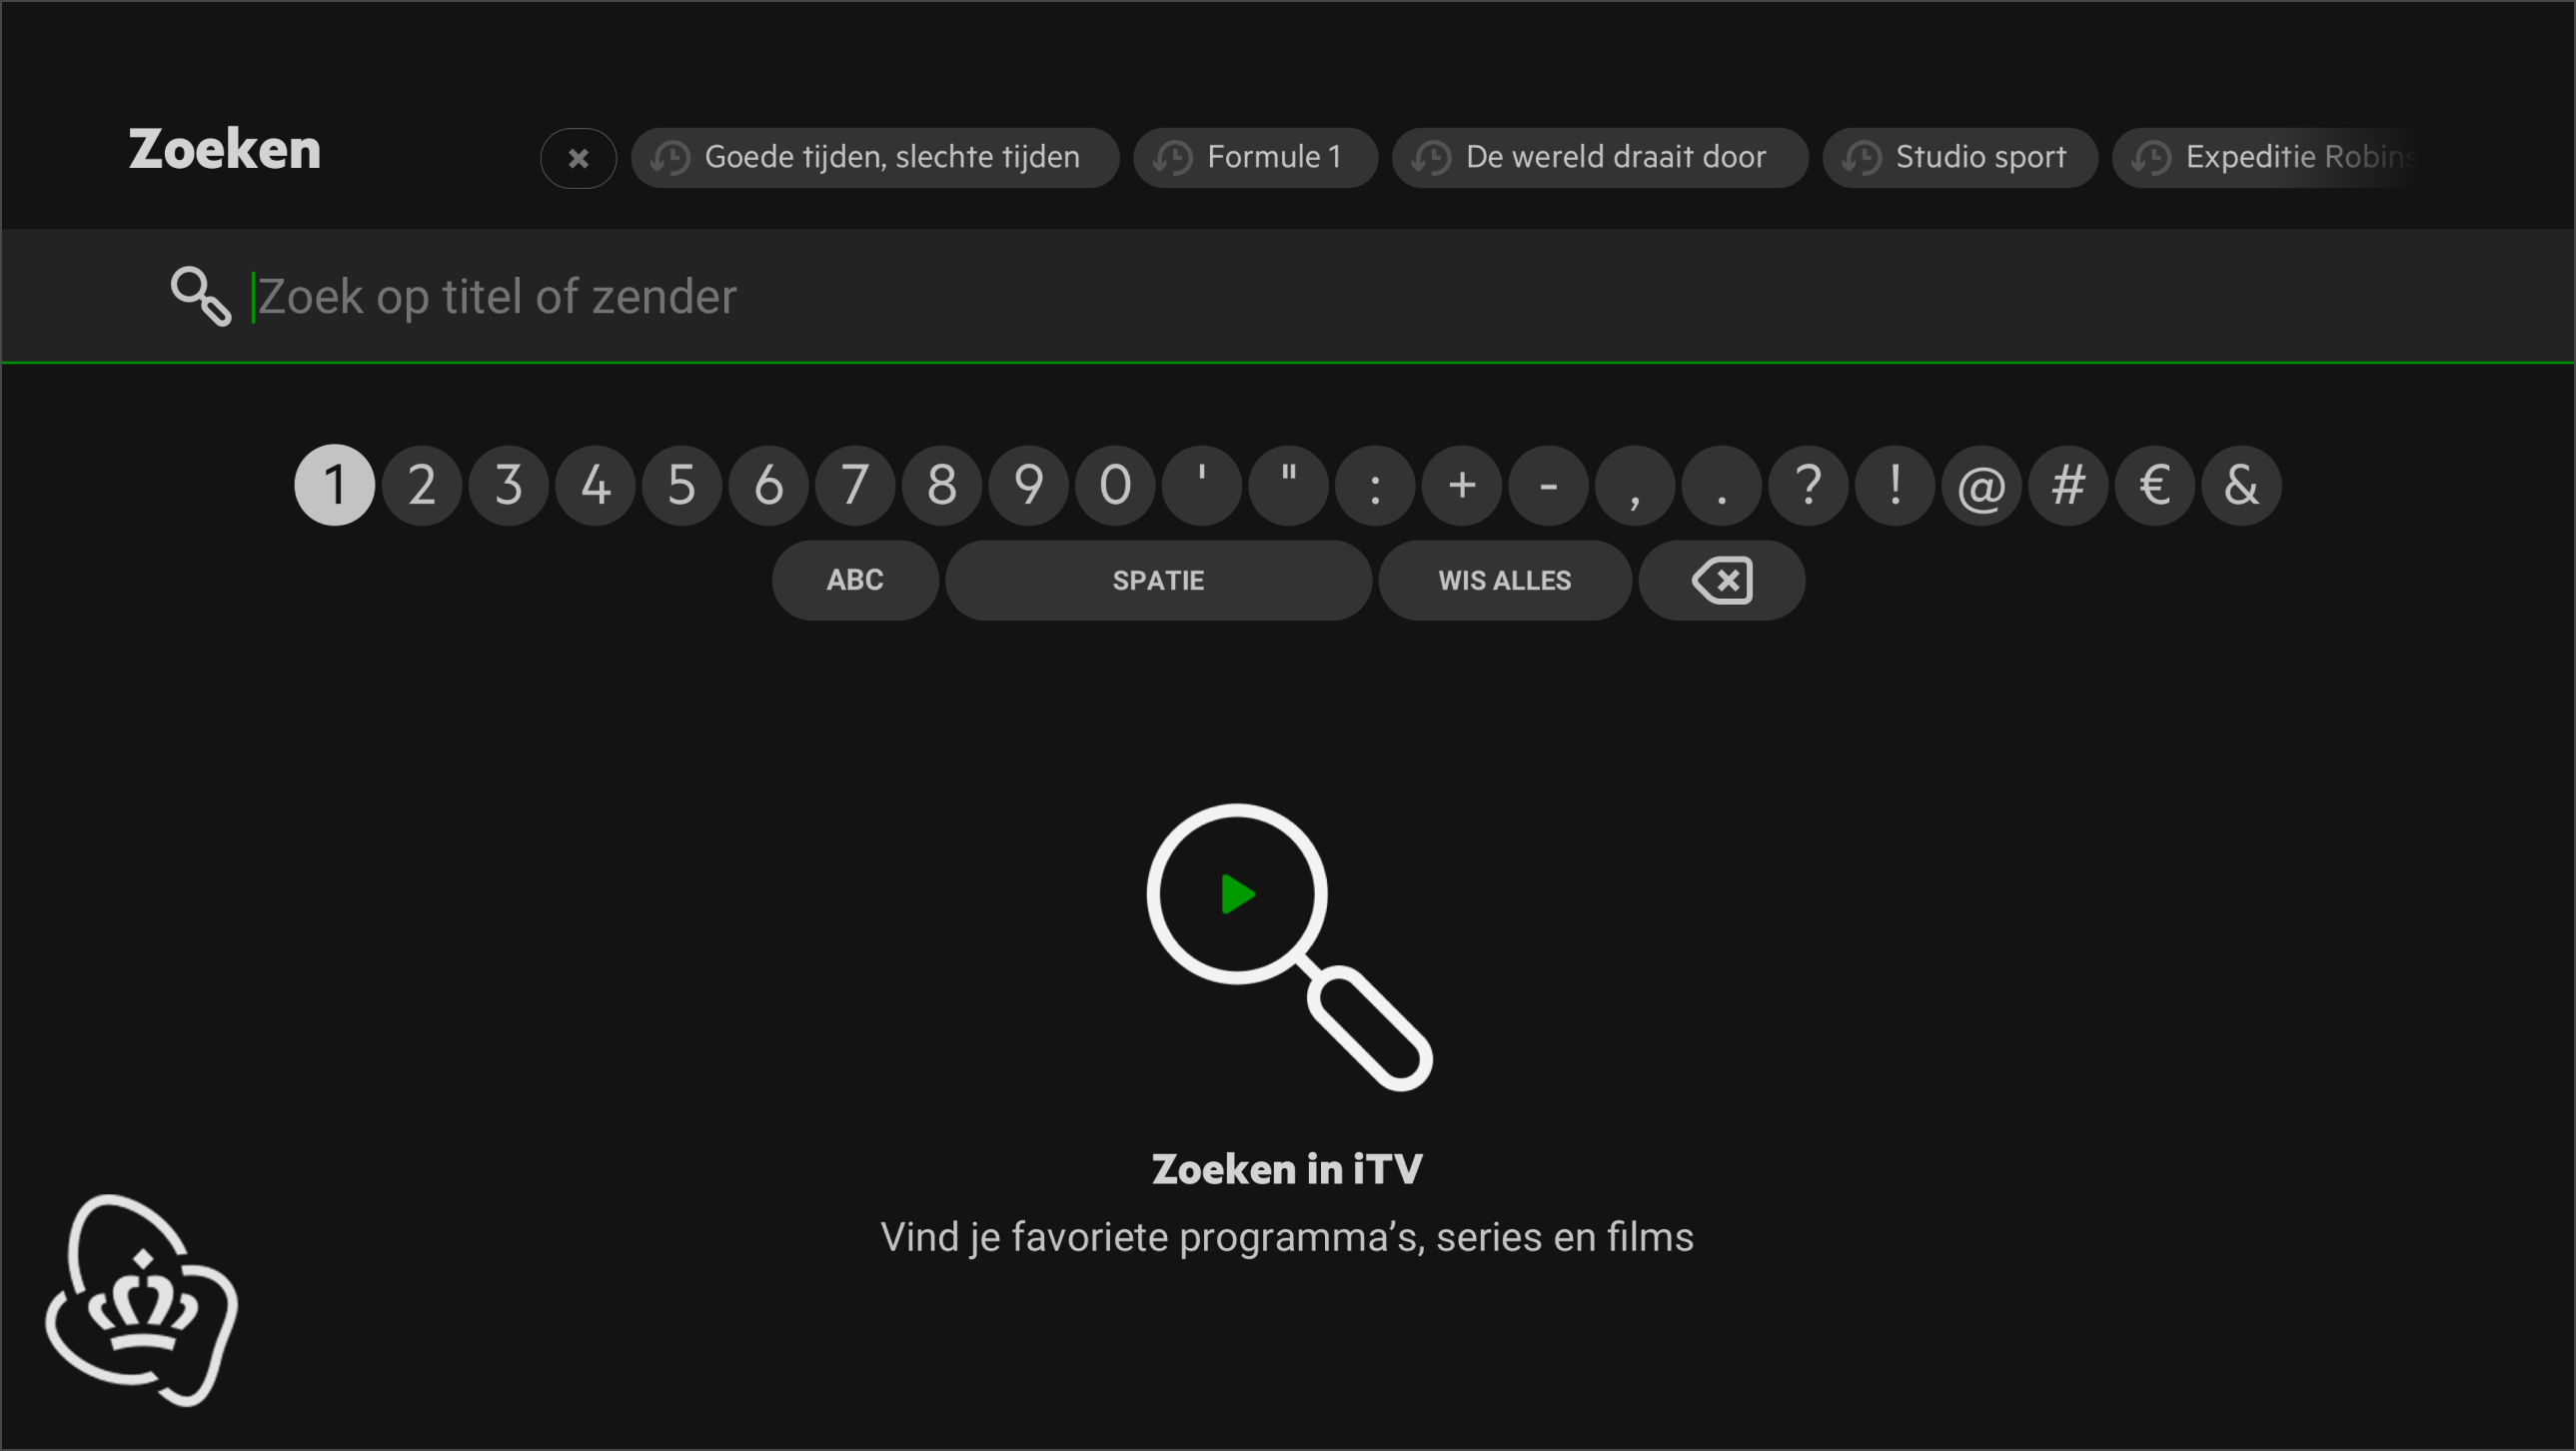 Zoeken
Goede tijden, slechte tijden
Formule 1
De wereld draait door
Studio sport
Expeditie Robins
Zoek op titel of zender
1 2 3 4 5 6 7 8 9 0 ' " : + - , . ? ! @ # € &
ABC SPATIE WIS ALLES
Zoeken in iTV
Vind je favoriete programma’s, series en films